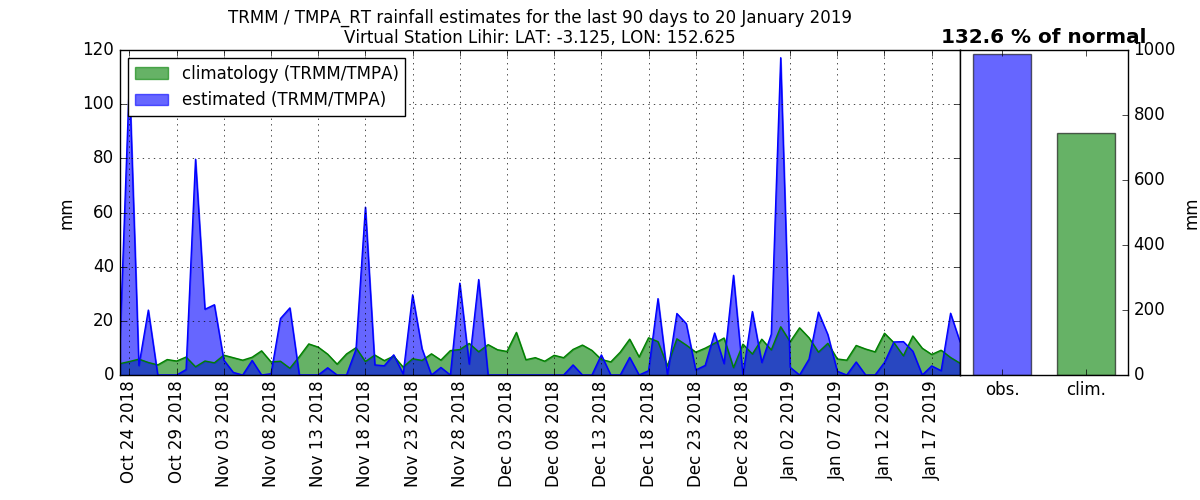 TRMM / TMPA_RT rainfall estimates for the last 90 days to 20 January 2019
Virtual Station Lihir: LAT: -3.125, LON: 152.625
132.6 % of normal
climatology (TRMM/TMPA)
estimated (TRMM/TMPA)
mm
120
100
80
60
40
20
0
Oct 24 2018
Oct 29 2018
Nov 03 2018
Nov 08 2018
Nov 13 2018
Nov 18 2018
Nov 23 2018
Nov 28 2018
Dec 03 2018
Dec 08 2018
Dec 13 2018
Dec 18 2018
Dec 23 2018
Dec 28 2018
Jan 02 2019
Jan 07 2019
Jan 12 2019
Jan 17 2019
obs.
clim.
1000
800
600
400
200
0
mm